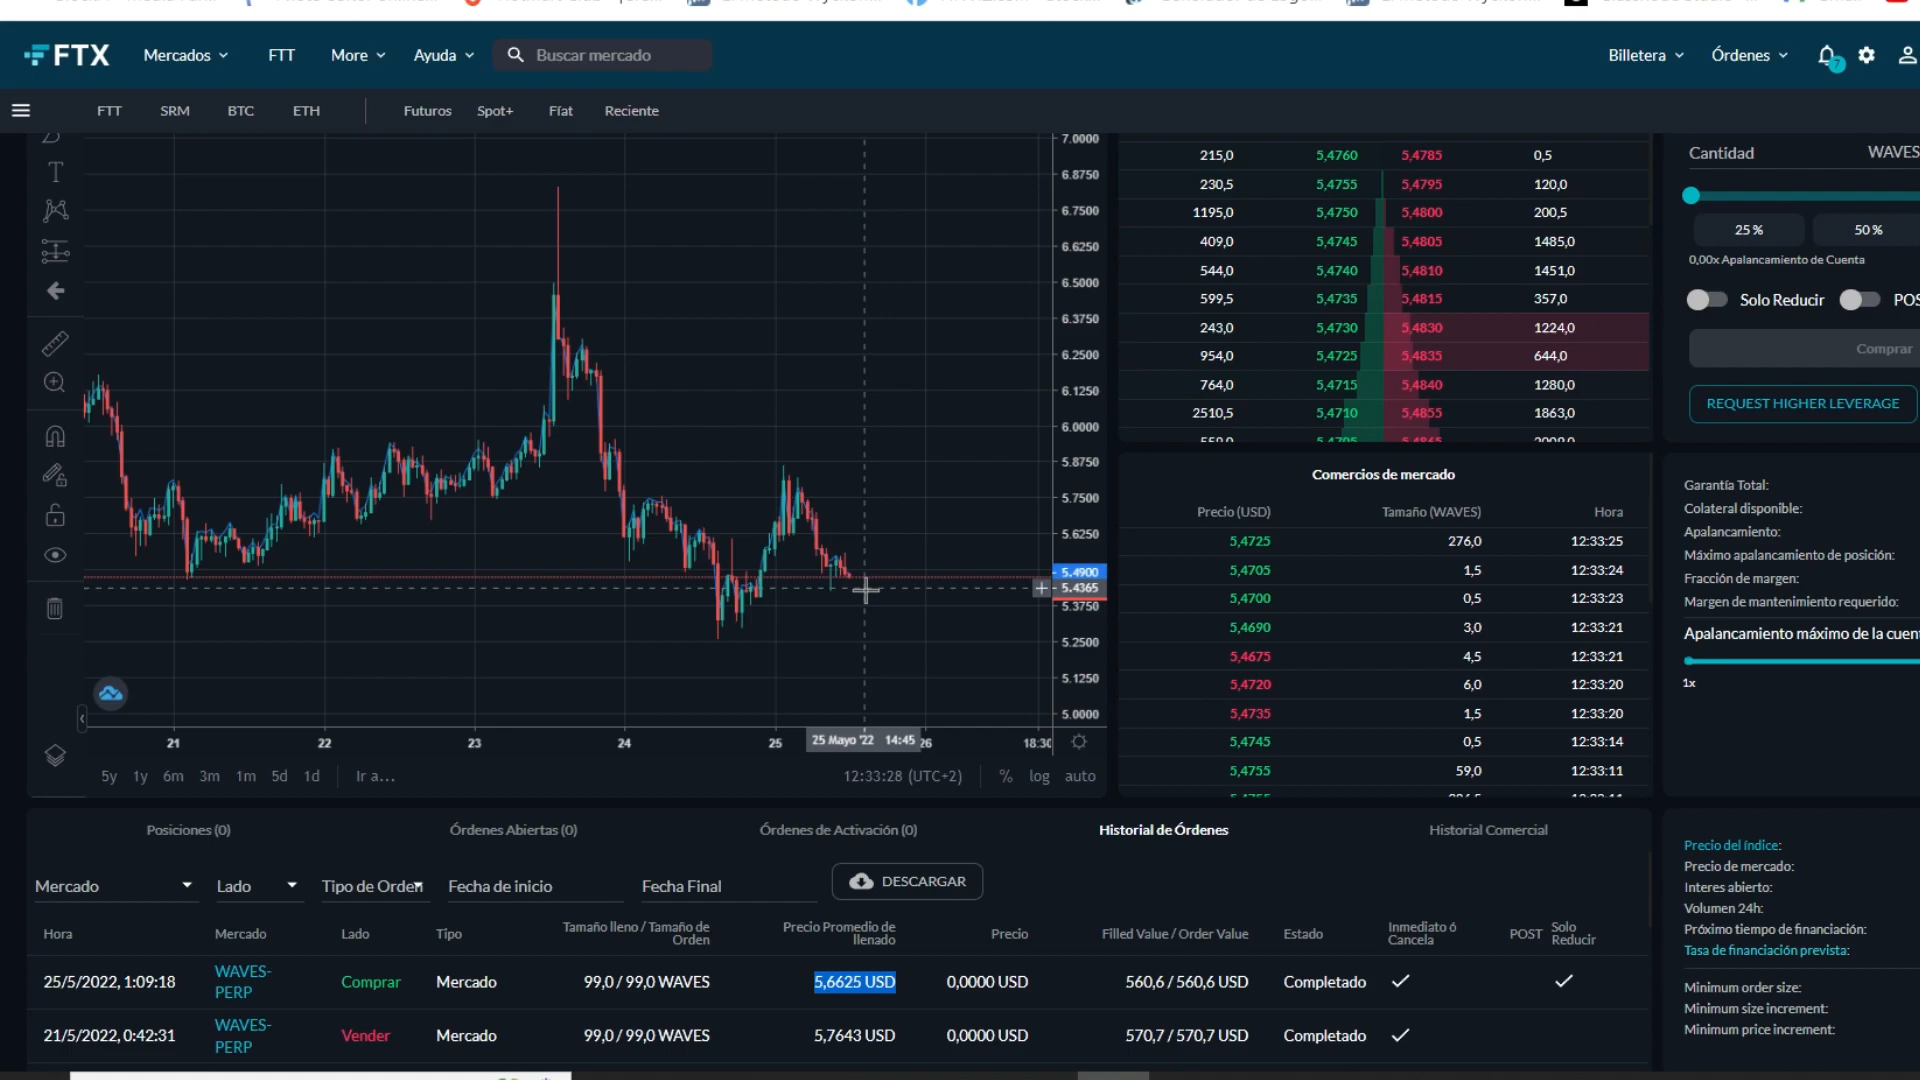 FTX Mercados FTT More Ayuda Buscar mercado Billetera Órdenes 7
FTT SRM BTC ETH Futuros Spot+ Fíat Reciente
7.0000
6.8750
6.7500
6.6250
6.5000
6.3750
6.2500
6.1250
6.0000
5.8750
5.7500
5.6250
5.4900
5.4365
5.3750
5.2500
5.1250
5.0000
21 22 23 24 25 25 Mayo '22 14:45 26 18:30
5y 1y 6m 3m 1m 5d 1d Ir a... 12:33:28 (UTC+2) % log auto
215,0 5,4760 5,4785 0,5
230,5 5,4755 5,4795 120,0
1195,0 5,4750 5,4800 200,5
409,0 5,4745 5,4805 1485,0
544,0 5,4740 5,4810 1451,0
599,5 5,4735 5,4815 357,0
243,0 5,4730 5,4830 1224,0
954,0 5,4725 5,4835 644,0
764,0 5,4715 5,4840 1280,0
2510,5 5,4710 5,4855 1863,0
Comercios de mercado
Precio (USD) Tamaño (WAVES) Hora
5,4725 276,0 12:33:25
5,4705 1,5 12:33:24
5,4700 0,5 12:33:23
5,4690 3,0 12:33:21
5,4675 4,5 12:33:21
5,4720 6,0 12:33:20
5,4735 1,5 12:33:20
5,4745 0,5 12:33:14
5,4755 59,0 12:33:11
Cantidad WAVES
25 % 50 %
0,00x Apalancamiento de Cuenta
Solo Reducir POS
Comprar
REQUEST HIGHER LEVERAGE
Garantía Total:
Colateral disponible:
Apalancamiento:
Máximo apalancamiento de posición:
Fracción de margen:
Margen de mantenimiento requerido:
Apalancamiento máximo de la cuent
1x
Precio del índice:
Precio de mercado:
Interes abierto:
Volumen 24h:
Próximo tiempo de financiación:
Tasa de financiación prevista:
Minimum order size:
Minimum size increment:
Minimum price increment:
Posiciones (0) Órdenes Abiertas (0) Órdenes de Activación (0) Historial de Órdenes Historial Comercial
Mercado Lado Tipo de Orden Fecha de inicio Fecha Final DESCARGAR
Hora Mercado Lado Tipo Tamaño lleno / Tamaño de Orden Precio Promedio de llenado Precio Filled Value / Order Value Estado Inmediato ó Cancela POST Solo Reducir
25/5/2022, 1:09:18 WAVES-PERP Comprar Mercado 99,0 / 99,0 WAVES 5,6625 USD 0,0000 USD 560,6 / 560,6 USD Completado
21/5/2022, 0:42:31 WAVES-PERP Vender Mercado 99,0 / 99,0 WAVES 5,7643 USD 0,0000 USD 570,7 / 570,7 USD Completado